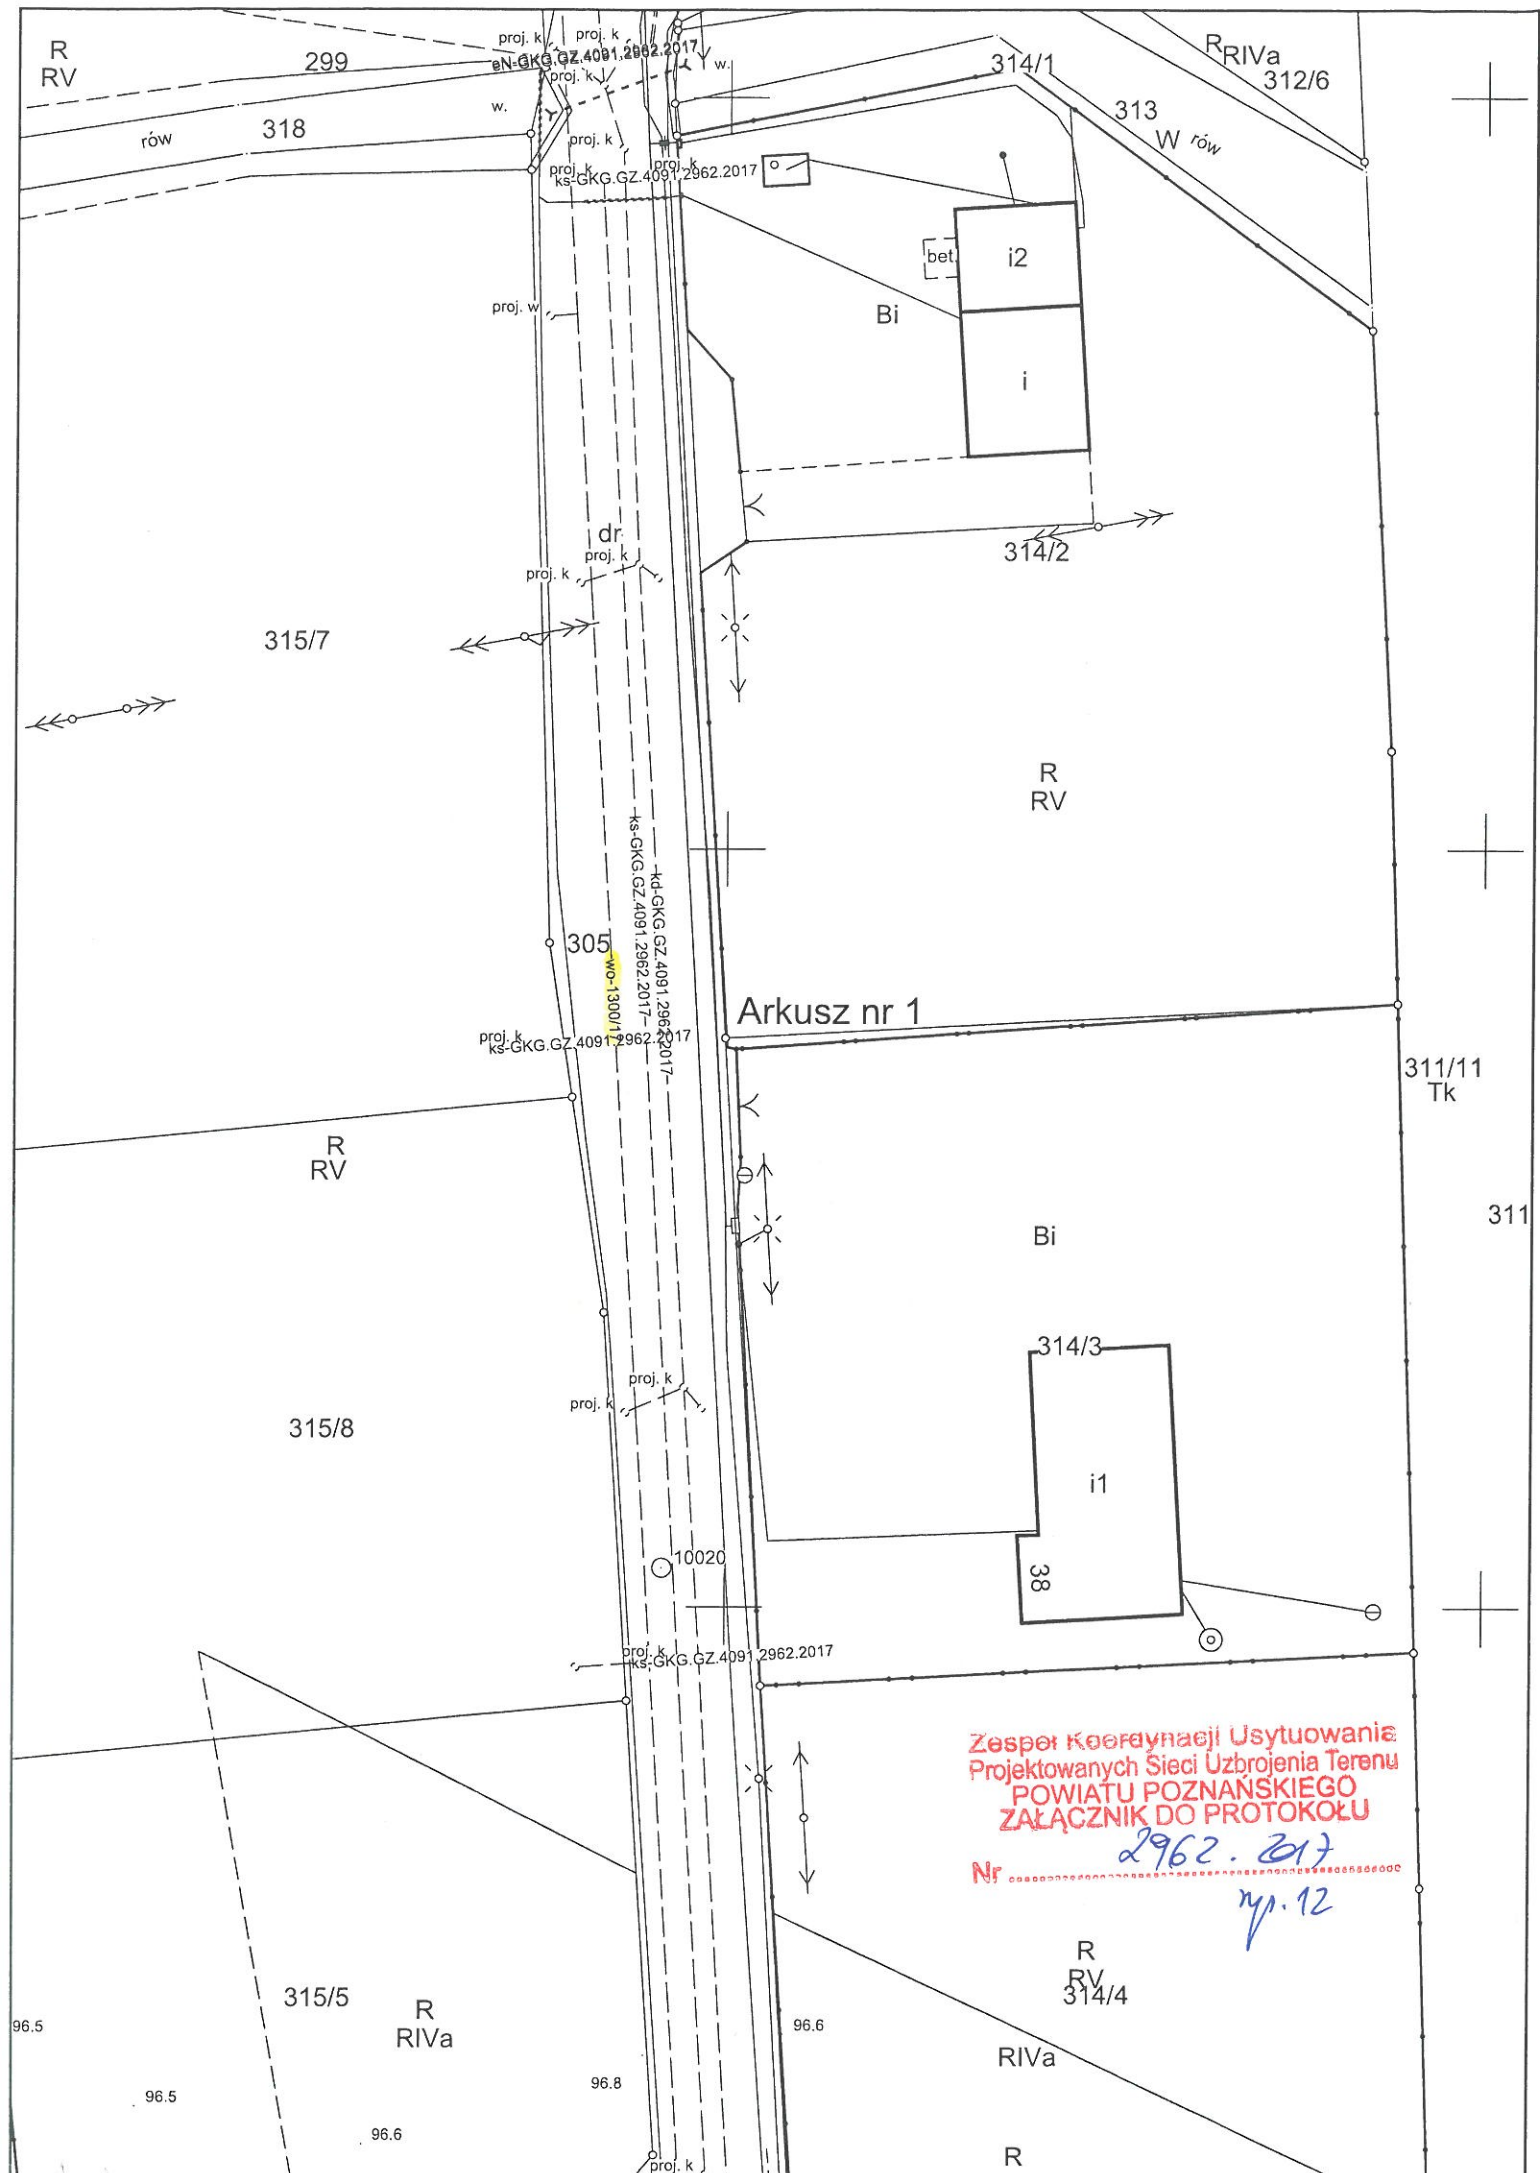 R
RV
299
318
rów
w.
proj. k
proj. k
eN-GKG.GZ.4091.2962.2017
proj. k
w.
proj. k
proj. k
proj. k
ks-GKG.GZ.4091.2962.2017
314/1
R
RIVa
312/6
313
W rów
bet.
i2
i
Bi
proj. w
dr
proj. k
proj. k
314/2
315/7
R
RV
ks-GKG.GZ.4091.2962.2017
kd-GKG.GZ.4091.2962.2017
305
wo-1300/17
Arkusz nr 1
proj. k
ks-GKG.GZ.4091.2962.2017
311/11
Tk
R
RV
311
Bi
314/3
proj. k
proj. k
315/8
i1
38
10020
proj. k
ks-GKG.GZ.4091.2962.2017
Zespół Koordynacji Usytuowania
Projektowanych Sieci Uzbrojenia Terenu
POWIATU POZNAŃSKIEGO
ZAŁĄCZNIK DO PROTOKOŁU
Nr 2962.2017
ryp. 12
R
RV
314/4
315/5
R
RIVa
96.5
96.6
RIVa
96.8
96.5
96.6
R
proj. k